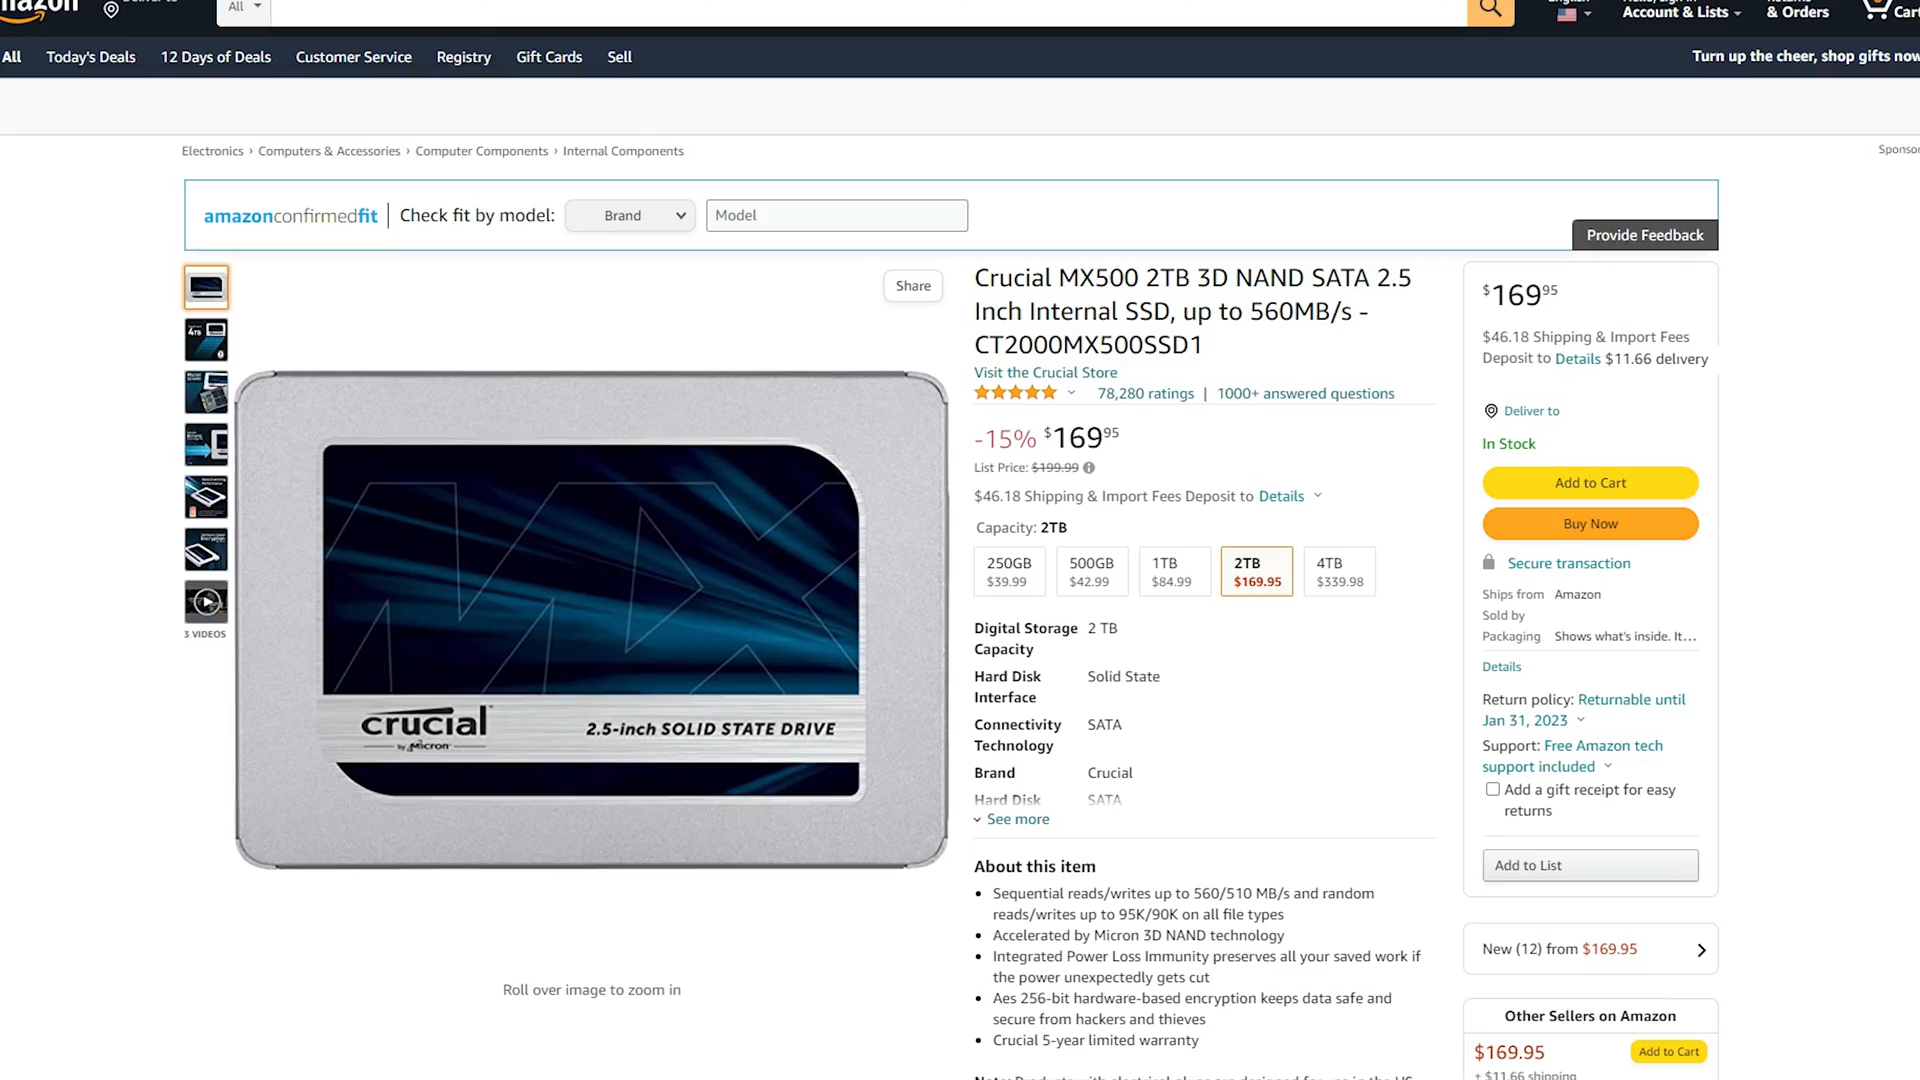 All
Account & Lists
& Orders
Cart
All
Today's Deals
12 Days of Deals
Customer Service
Registry
Gift Cards
Sell
Turn up the cheer, shop gifts now
Electronics › Computers & Accessories › Computer Components › Internal Components
amazonconfirmedfit
Check fit by model:
Brand
Model
Provide Feedback
Share
Crucial MX500 2TB 3D NAND SATA 2.5
Inch Internal SSD, up to 560MB/s -
CT2000MX500SSD1
Visit the Crucial Store
78,280 ratings | 1000+ answered questions
-15% $169 95
List Price: $199.99
$46.18 Shipping & Import Fees Deposit to Details
Capacity: 2TB
250GB
$39.99
500GB
$42.99
1TB
$84.99
2TB
$169.95
4TB
$339.98
Digital Storage
Capacity
2 TB
Hard Disk
Interface
Solid State
Connectivity
Technology
SATA
Brand
Crucial
Hard Disk
SATA
See more
About this item
Sequential reads/writes up to 560/510 MB/s and random
reads/writes up to 95K/90K on all file types
Accelerated by Micron 3D NAND technology
Integrated Power Loss Immunity preserves all your saved work if
the power unexpectedly gets cut
Aes 256-bit hardware-based encryption keeps data safe and
secure from hackers and thieves
Crucial 5-year limited warranty
4TB
3 VIDEOS
MX
crucial
by Micron
2.5-inch SOLID STATE DRIVE
Roll over image to zoom in
$169 95
$46.18 Shipping & Import Fees
Deposit to Details $11.66 delivery
Deliver to
In Stock
Add to Cart
Buy Now
Secure transaction
Ships from Amazon
Sold by
Packaging Shows what's inside. It...
Details
Return policy: Returnable until
Jan 31, 2023
Support: Free Amazon tech
support included
Add a gift receipt for easy
returns
Add to List
New (12) from $169.95
Other Sellers on Amazon
$169.95
Add to Cart
+ $11.66 shipping